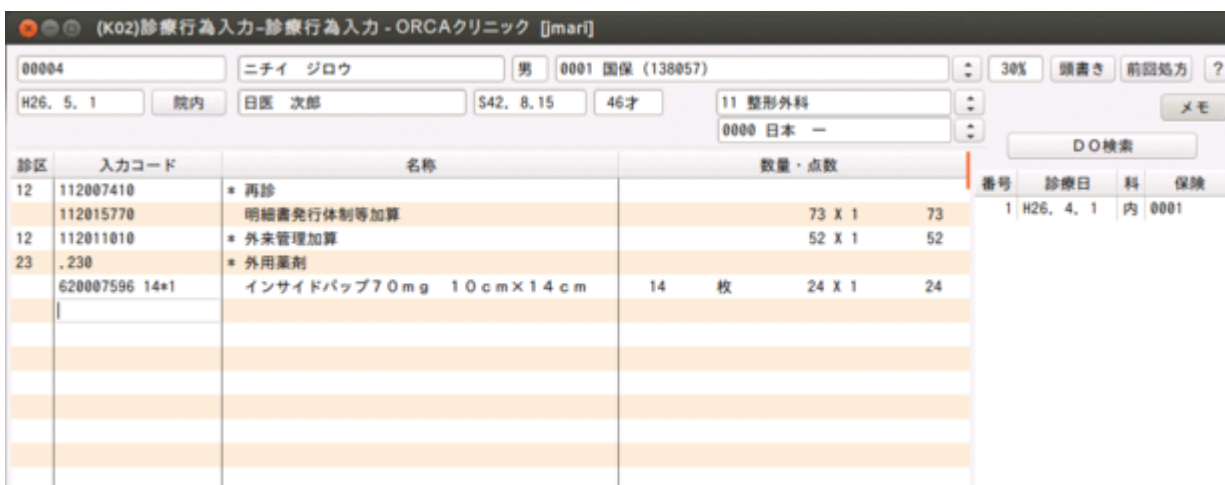 (K02)診療行為入力-診療行為入力 - ORCAクリニック [jmari]
00004 ニチイ ジロウ 男 0001 国保 (138057) 30% 頭書き 前回処方 ?
H26. 5. 1 院内 日医 次郎 S42. 8.15 46才 11 整形外科 メモ
0000 日本 一
DO検索
診区 入力コード 名称 数量・点数
番号 診療日 科 保険
12 112007410 * 再診
1 H26. 4. 1 内 0001
112015770 明細書発行体制等加算 73 X 1 73
12 112011010 * 外来管理加算 52 X 1 52
23 .230 * 外用薬剤
620007596 14*1 インサイドパップ70mg 10cm×14cm 14 枚 24 X 1 24